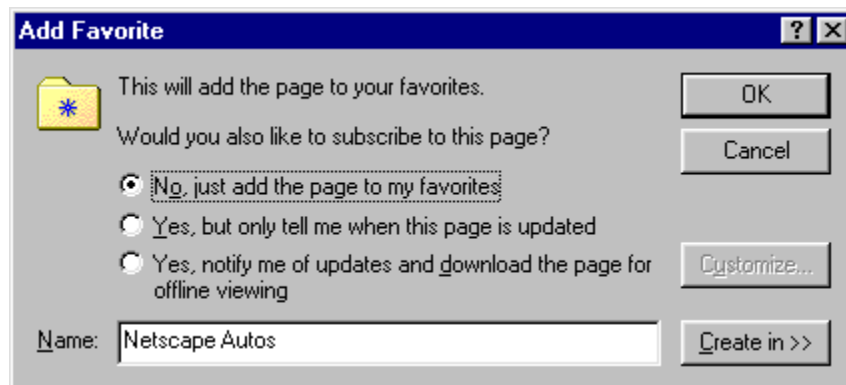 Add Favorite
This will add the page to your favorites.
OK
Would you also like to subscribe to this page?
Cancel
No, just add the page to my favorites
Yes, but only tell me when this page is updated
Yes, notify me of updates and download the page for
offline viewing
Customize...
Name:
Netscape Autos
Create in >>